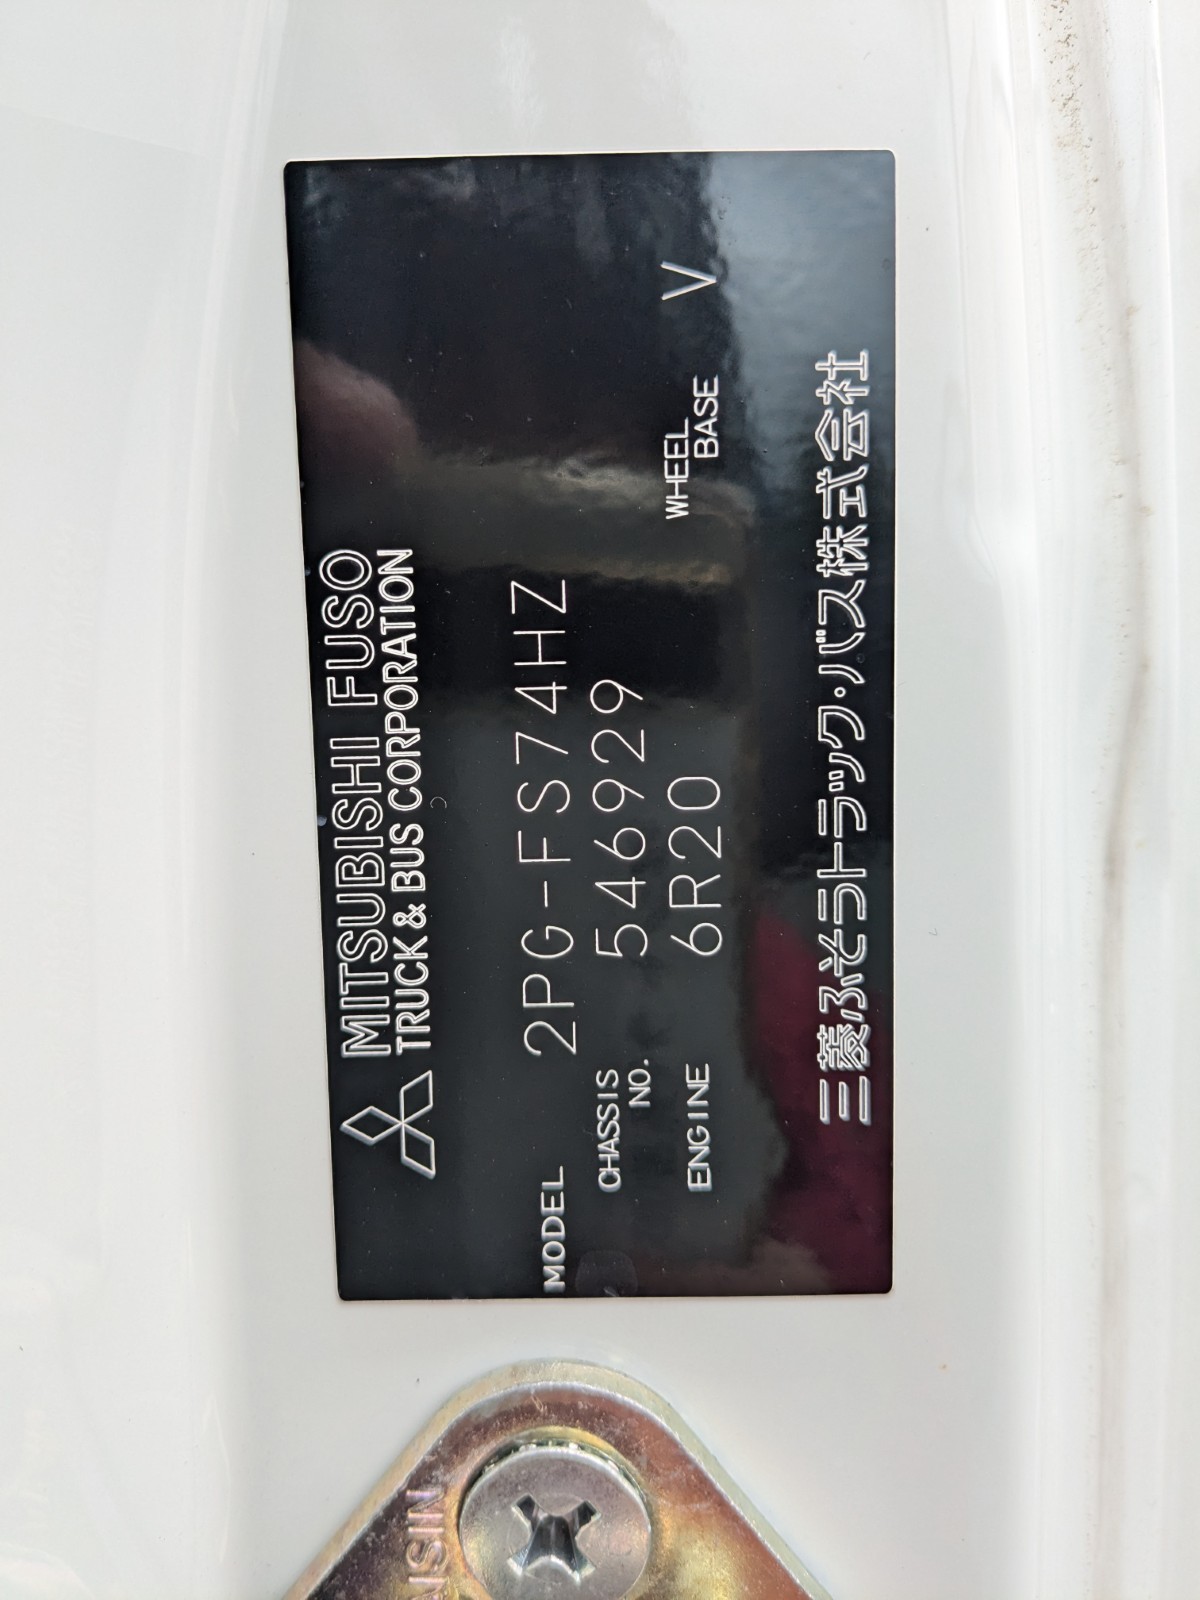 MITSUBISHI FUSO
TRUCK & BUS CORPORATION
MODEL 2PG-FS74HZ
CHASSIS NO. 546929
ENGINE 6R20 WHEEL BASE V
三菱ふそうトラック・バス株式会社